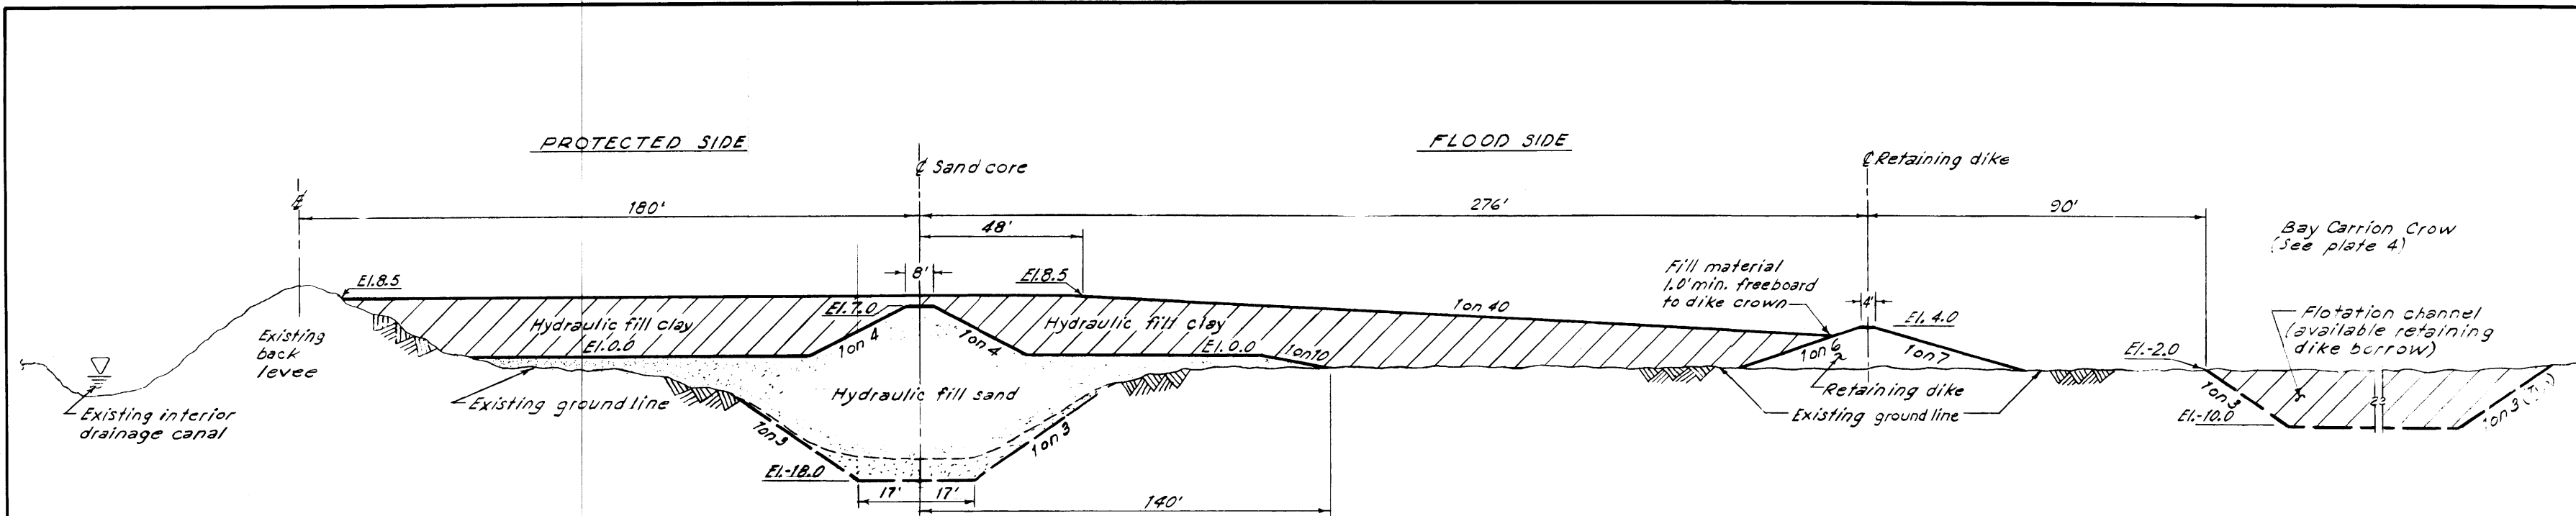 PROTECTED SIDE
FLOOD SIDE
℄ Sand core
℄ Retaining dike
℄
180'
276'
90'
48'
Bay Carrion Crow
(See plate 4)
8'
El.8.5
El.8.5
Fill material
1.0' min. freeboard
to dike crown
4'
El.7.0
1 on 40
El.4.0
Flotation channel
(available retaining
dike borrow)
Hydraulic fill clay
Hydraulic fill clay
Existing
back
levee
El.0.0
1 on 4
1 on 4
El.0.0
1 on 10
1 on 6
1 on 7
El.-2.0
Hydraulic fill sand
Retaining dike
Existing ground line
Existing ground line
Existing interior
drainage canal
1 on 3
1 on 3
1 on 3
El.-10.0
1 on 3
El.-18.0
17'
17'
140'